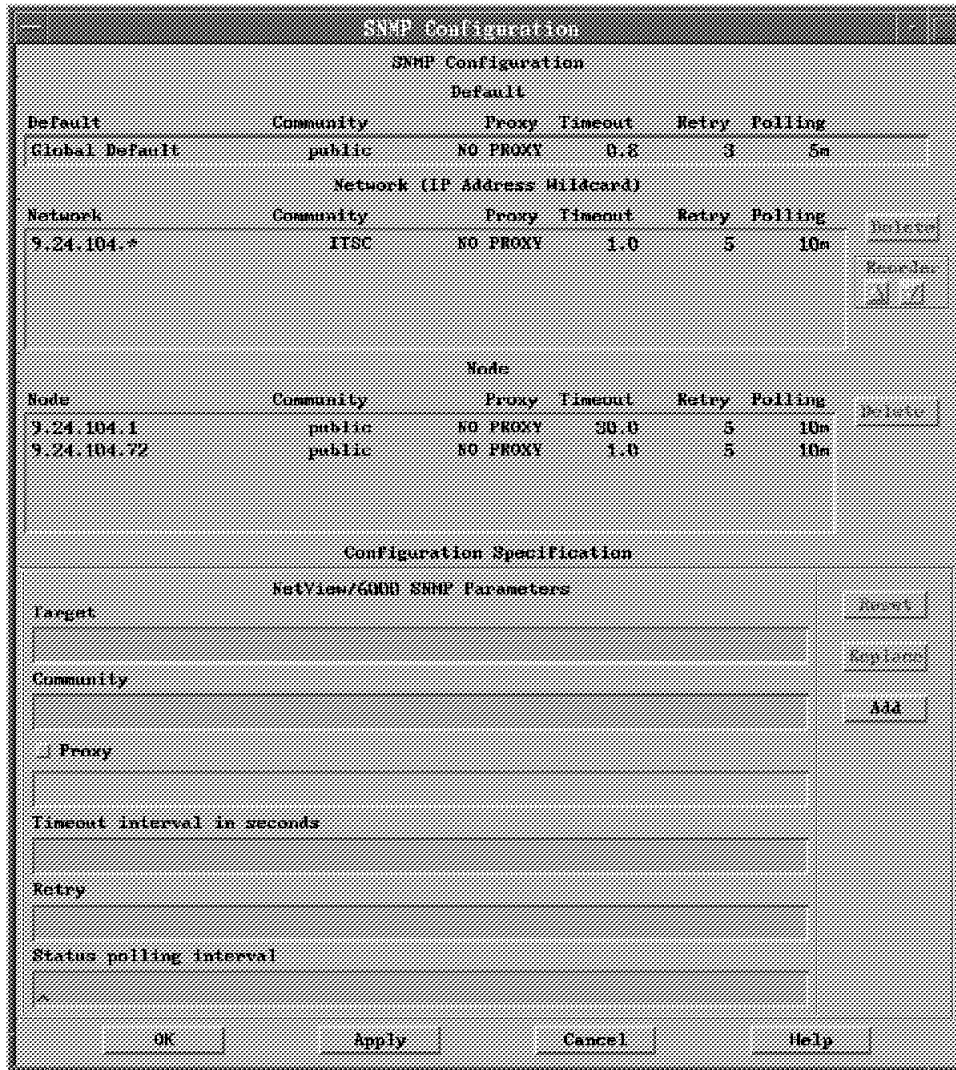 SNMP Configuration
SNMP Configuration
Default
Default Community Proxy Timeout Retry Polling
Global Default public NO PROXY 0.8 3 5m
Network (IP Address Wildcard)
Network Community Proxy Timeout Retry Polling
9.24.104.* ITSC NO PROXY 1.0 5 10m
Delete
Reorder
Node
Node Community Proxy Timeout Retry Polling
9.24.104.1 public NO PROXY 30.0 5 10m
9.24.104.72 public NO PROXY 1.0 5 10m
Delete
Configuration Specification
NetView/6000 SNMP Parameters
Target
Reset
Replace
Community
Add
Proxy
Timeout interval in seconds
Retry
Status polling interval
OK Apply Cancel Help